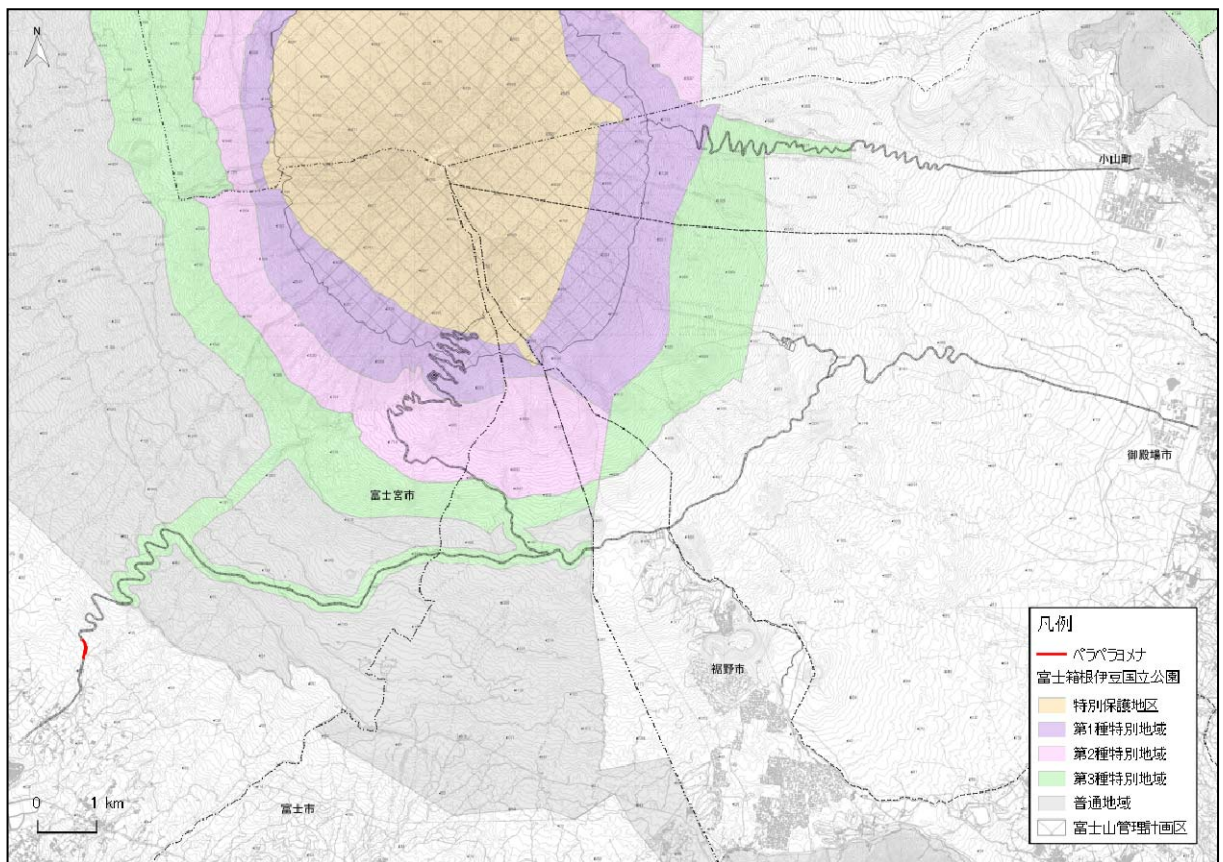 N
小山町
御殿場市
富士宮市
裾野市
富士市
0 1 km
凡例
ペラペラヨメナ
富士箱根伊豆国立公園
特別保護地区
第1種特別地域
第2種特別地域
第3種特別地域
普通地域
富士山管理計画区